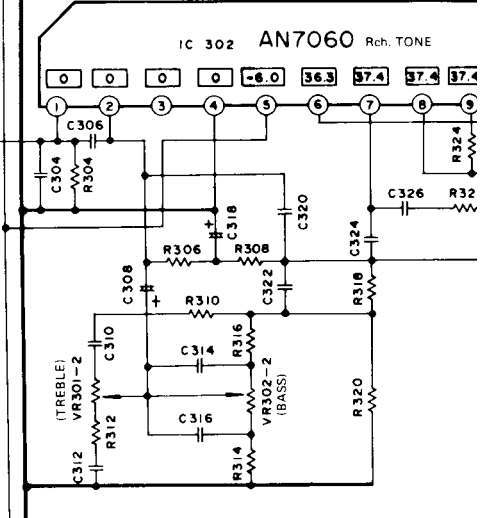 IC 302 AN7060 Rch. TONE
0 0 0 0 -6.0 36.3 37.4 37.4 37.4
1 2 3 4 5 6 7 8 9
C306
R324
C304
R304
C326
R32
C318
C320
+
C324
R306
R308
C308
C322
R318
+
R310
C310
R316
C314
(TREBLE)
VR301-2
VR302-2
(BASS)
R320
C316
R312
R314
C312